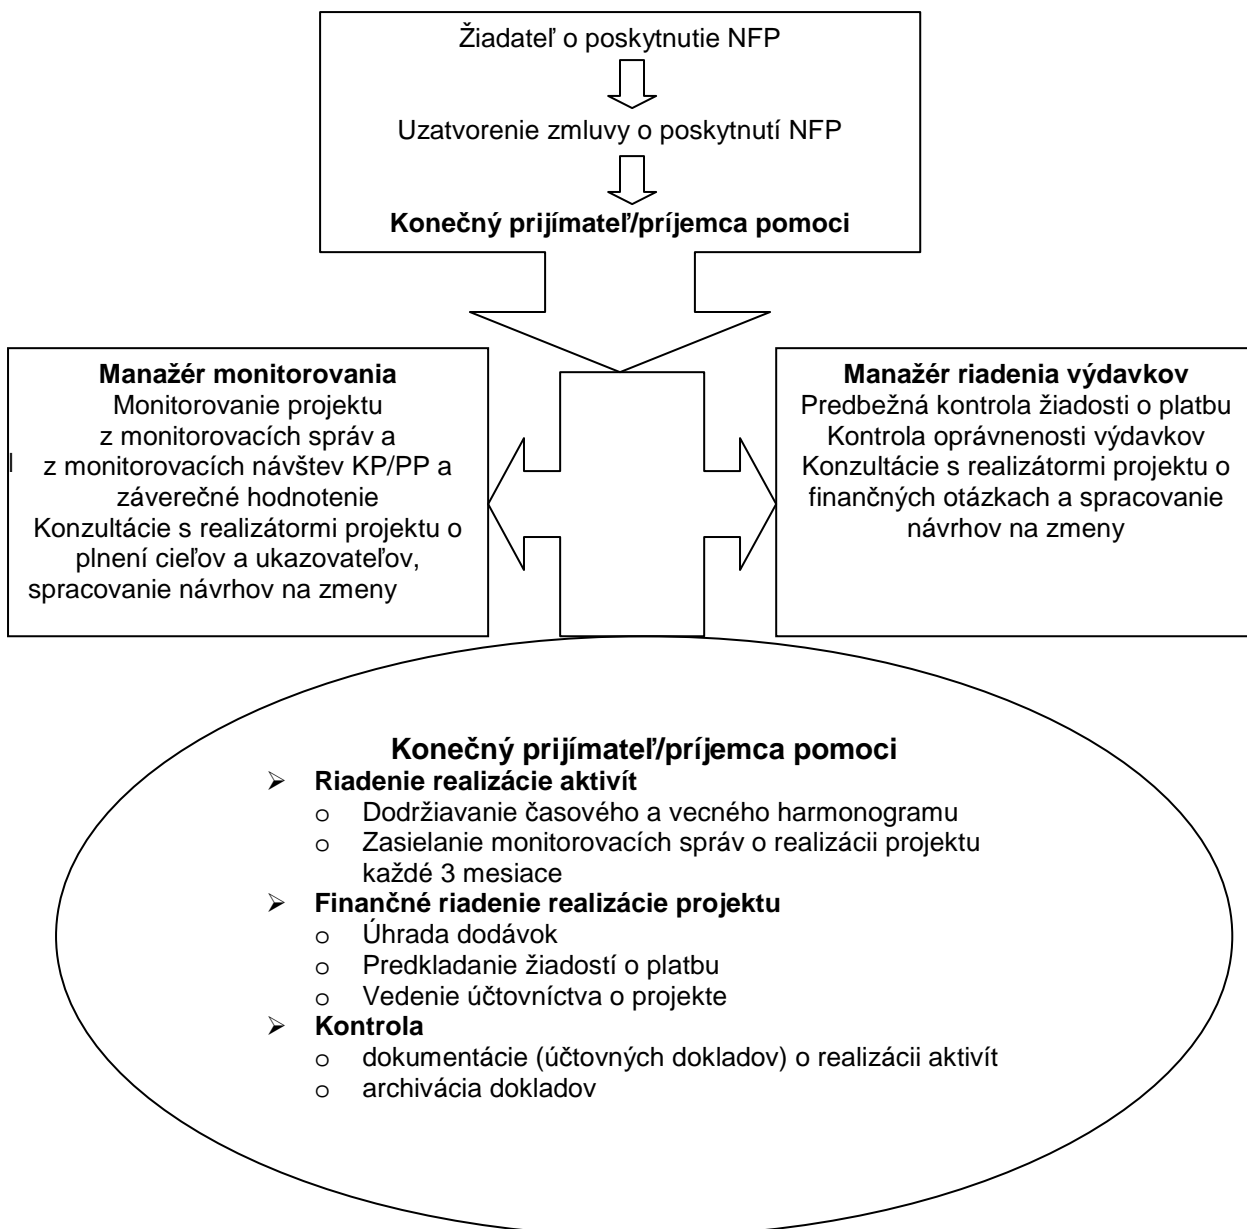 Žiadateľ o poskytnutie NFP
Uzatvorenie zmluvy o poskytnutí NFP
Konečný prijímateľ/príjemca pomoci
Manažér monitorovania
Monitorovanie projektu
z monitorovacích správ a
z monitorovacích návštev KP/PP a
záverečné hodnotenie
Konzultácie s realizátormi projektu o
plnení cieľov a ukazovateľov,
spracovanie návrhov na zmeny
Manažér riadenia výdavkov
Predbežná kontrola žiadosti o platbu
Kontrola oprávnenosti výdavkov
Konzultácie s realizátormi projektu o
finančných otázkach a spracovanie
návrhov na zmeny
Konečný prijímateľ/príjemca pomoci
➢ Riadenie realizácie aktivít
o Dodržiavanie časového a vecného harmonogramu
o Zasielanie monitorovacích správ o realizácii projektu
každé 3 mesiace
➢ Finančné riadenie realizácie projektu
o Úhrada dodávok
o Predkladanie žiadostí o platbu
o Vedenie účtovníctva o projekte
➢ Kontrola
o dokumentácie (účtovných dokladov) o realizácii aktivít
o archivácia dokladov